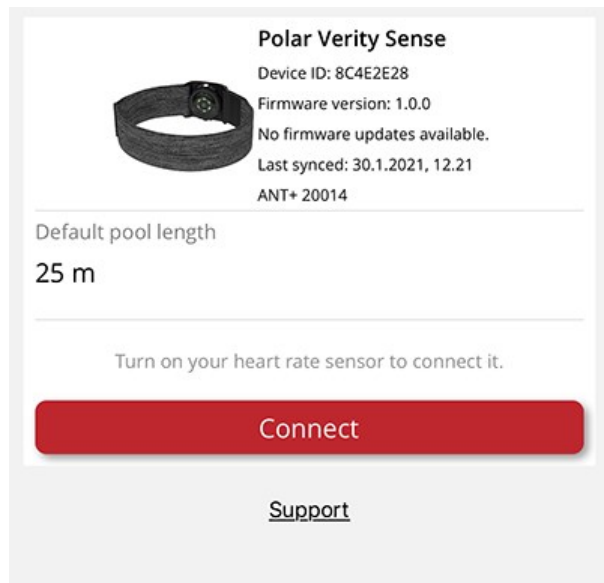 Polar Verity Sense
Device ID: 8C4E2E28
Firmware version: 1.0.0
No firmware updates available.
Last synced: 30.1.2021, 12.21
ANT+ 20014
Default pool length
25 m
Turn on your heart rate sensor to connect it.
Connect
Support